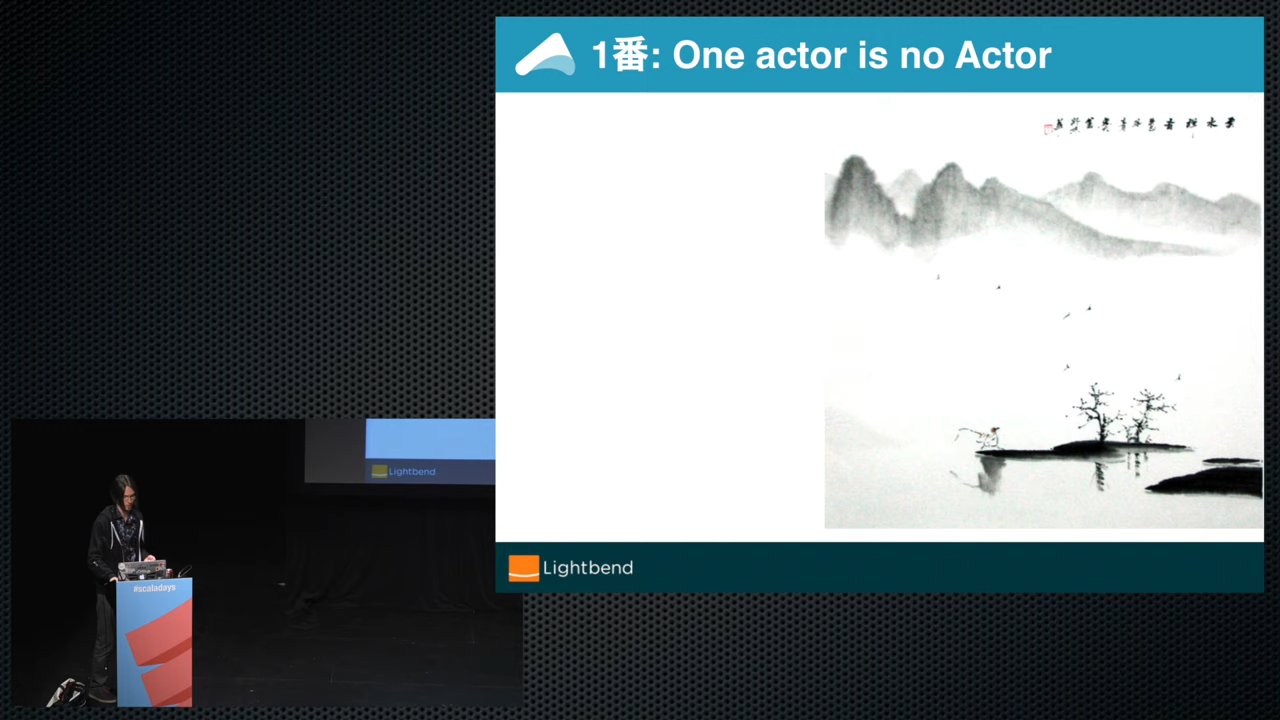 1番: One actor is no Actor
Lightbend
Lightbend
#scaladays